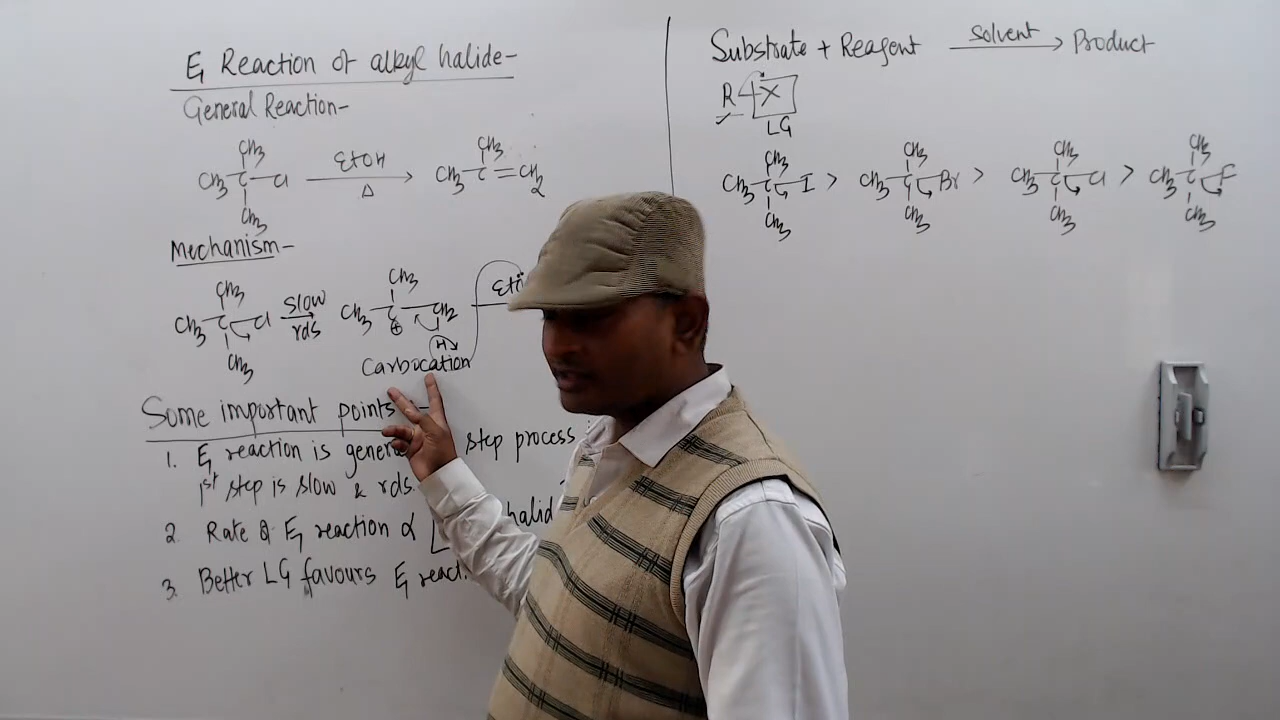 E1 Reaction of alkyl halide-
General Reaction-
CH3
CH3-C-Cl EtOH Δ → CH3-C=CH2
CH3
CH3
Mechanism-
CH3
CH3-C-Cl slow rds → CH3-C-CH2
CH3
CH3
⊕
H
Carbocation
Some important points-
1. E1 reaction is step process
1st step is slow & rds.
2. Rate of E1 reaction α [
3. Better LG favours E1
Substrate + Reagent solvent → Product
R-X
LG
CH3 CH3 CH3 CH3
CH3-C-I > CH3-C-Br > CH3-C-Cl > CH3-C-F
CH3 CH3 CH3 CH3